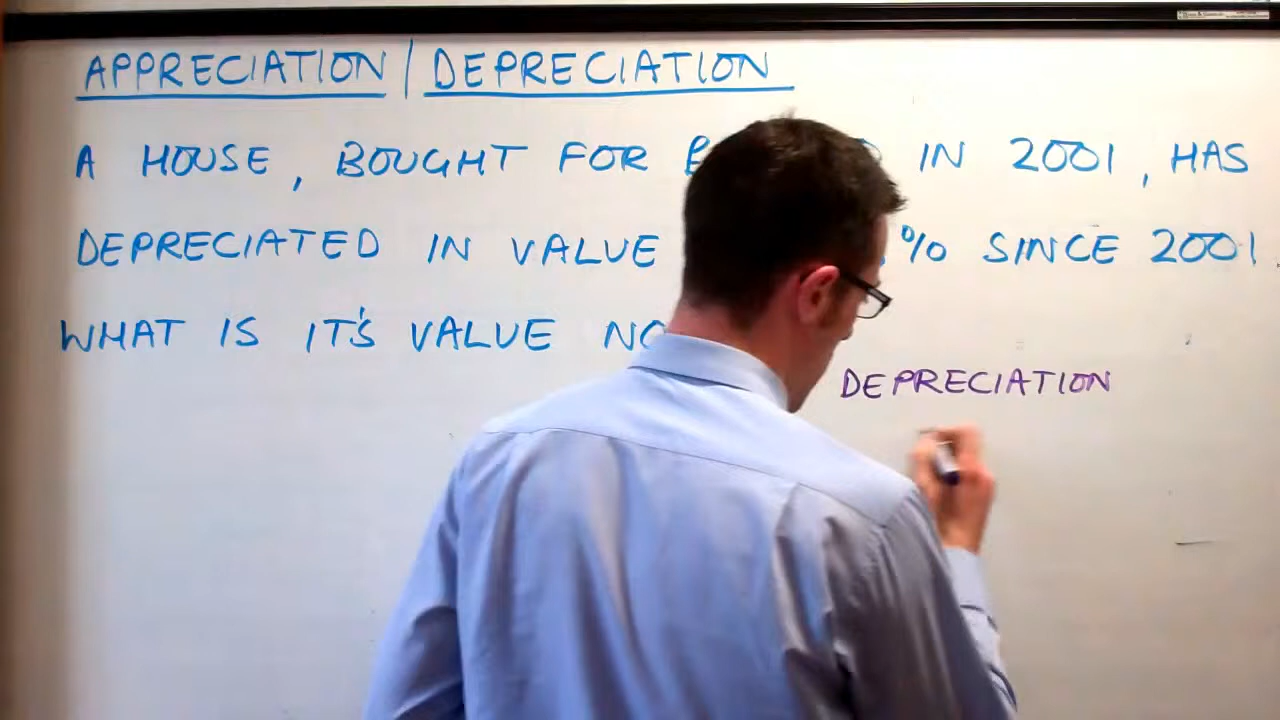 APPRECIATION/DEPRECIATION
A HOUSE, BOUGHT FOR IN 2001, HAS
DEPRECIATED IN VALUE % SINCE 2001.
WHAT IS IT'S VALUE
DEPRECIATION